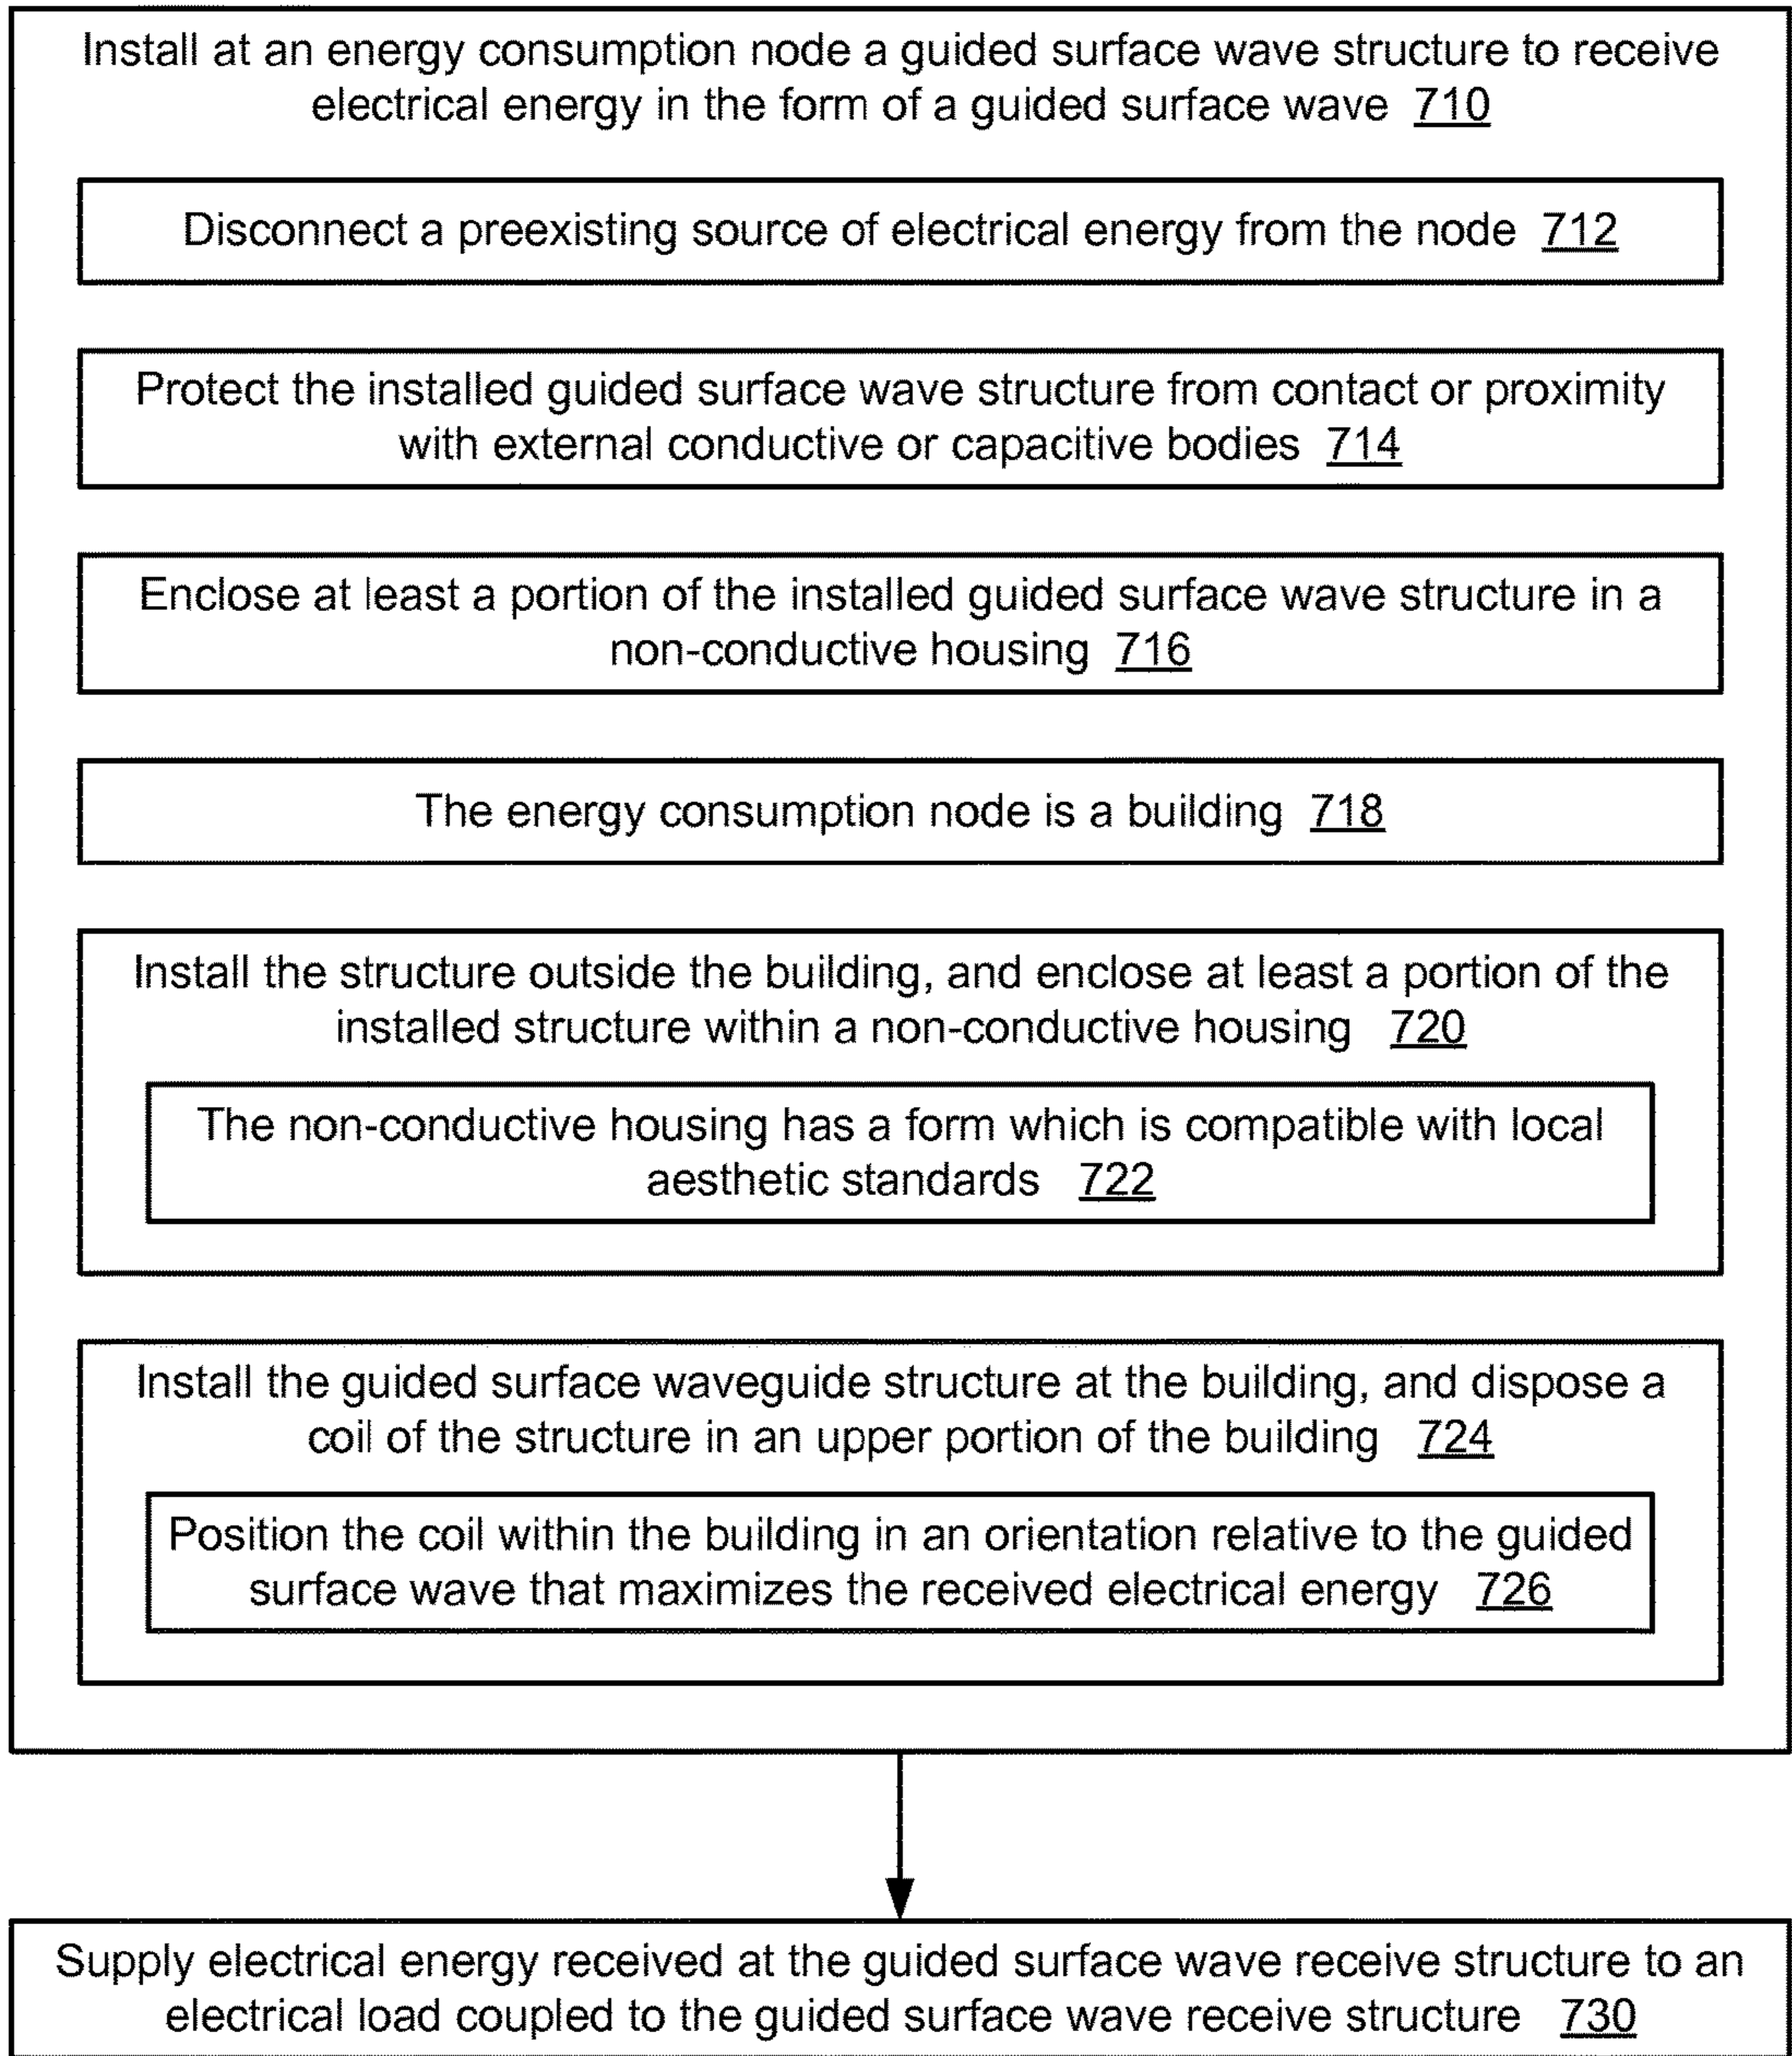 Install at an energy consumption node a guided surface wave structure to receive
electrical energy in the form of a guided surface wave 710
Disconnect a preexisting source of electrical energy from the node 712
Protect the installed guided surface wave structure from contact or proximity
with external conductive or capacitive bodies 714
Enclose at least a portion of the installed guided surface wave structure in a
non-conductive housing 716
The energy consumption node is a building 718
Install the structure outside the building, and enclose at least a portion of the
installed structure within a non-conductive housing 720
The non-conductive housing has a form which is compatible with local
aesthetic standards 722
Install the guided surface waveguide structure at the building, and dispose a
coil of the structure in an upper portion of the building 724
Position the coil within the building in an orientation relative to the guided
surface wave that maximizes the received electrical energy 726
Supply electrical energy received at the guided surface wave receive structure to an
electrical load coupled to the guided surface wave receive structure 730